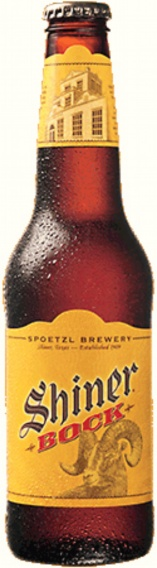 SPOETZL BREWERY
Shiner, Texas — Established 1909
Shiner
BOCK